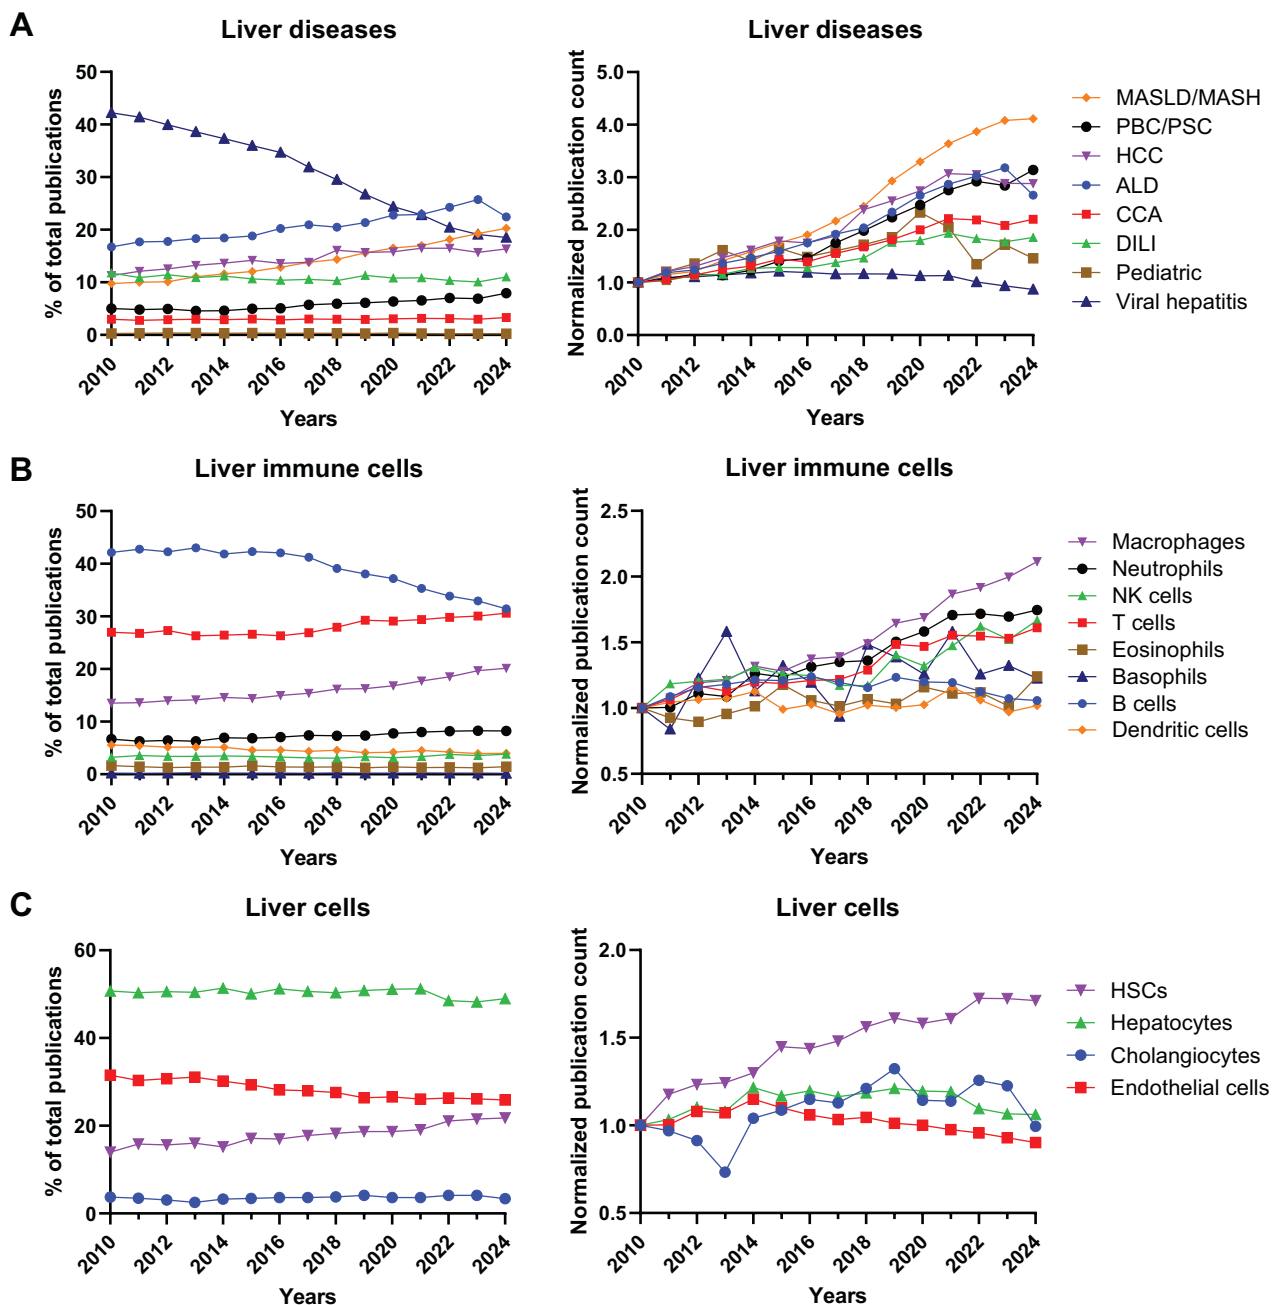 A
Liver diseases
Liver diseases
% of total publications
50
40
30
20
10
0
2010
2012
2014
2016
2018
2020
2022
2024
Years
Normalized publication count
5.0
4.0
3.0
2.0
1.0
0.0
2010
2012
2014
2016
2018
2020
2022
2024
Years
MASLD/MASH
PBC/PSC
HCC
ALD
CCA
DILI
Pediatric
Viral hepatitis
B
Liver immune cells
Liver immune cells
% of total publications
50
40
30
20
10
0
2010
2012
2014
2016
2018
2020
2022
2024
Years
Normalized publication count
2.5
2.0
1.5
1.0
0.5
2010
2012
2014
2016
2018
2020
2022
2024
Years
Macrophages
Neutrophils
NK cells
T cells
Eosinophils
Basophils
B cells
Dendritic cells
C
Liver cells
Liver cells
% of total publications
60
40
20
0
2010
2012
2014
2016
2018
2020
2022
2024
Years
Normalized publication count
2.0
1.5
1.0
0.5
2010
2012
2014
2016
2018
2020
2022
2024
Years
HSCs
Hepatocytes
Cholangiocytes
Endothelial cells